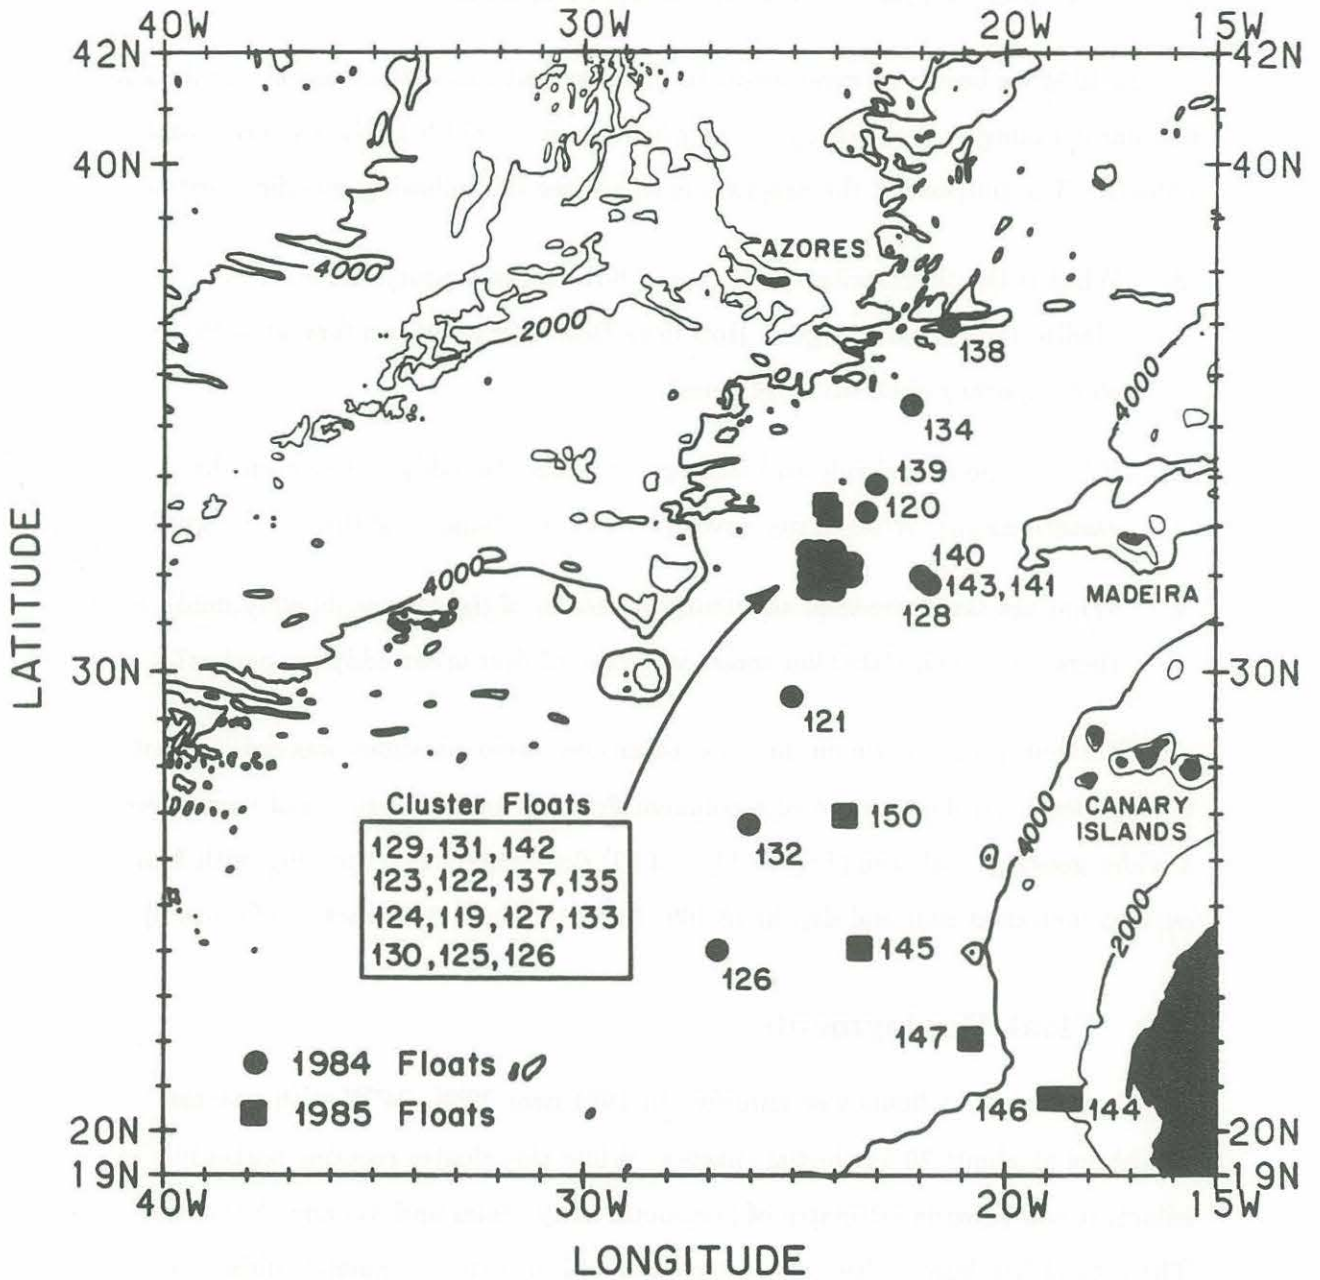 40W 30W 20W 15W
42N 42N
40N 40N
AZORES
4000
2000
138
4000
134
139
120
4000
140
143,141
128
MADEIRA
LATITUDE
30N 30N
121
Cluster Floats
129,131,142
123,122,137,135
124,119,127,133
130,125,126
150
132
4000
CANARY
ISLANDS
2000
145
126
147
1984 Floats
1985 Floats
146 144
20N 20N
19N 19N
40W 30W 20W 15W
LONGITUDE